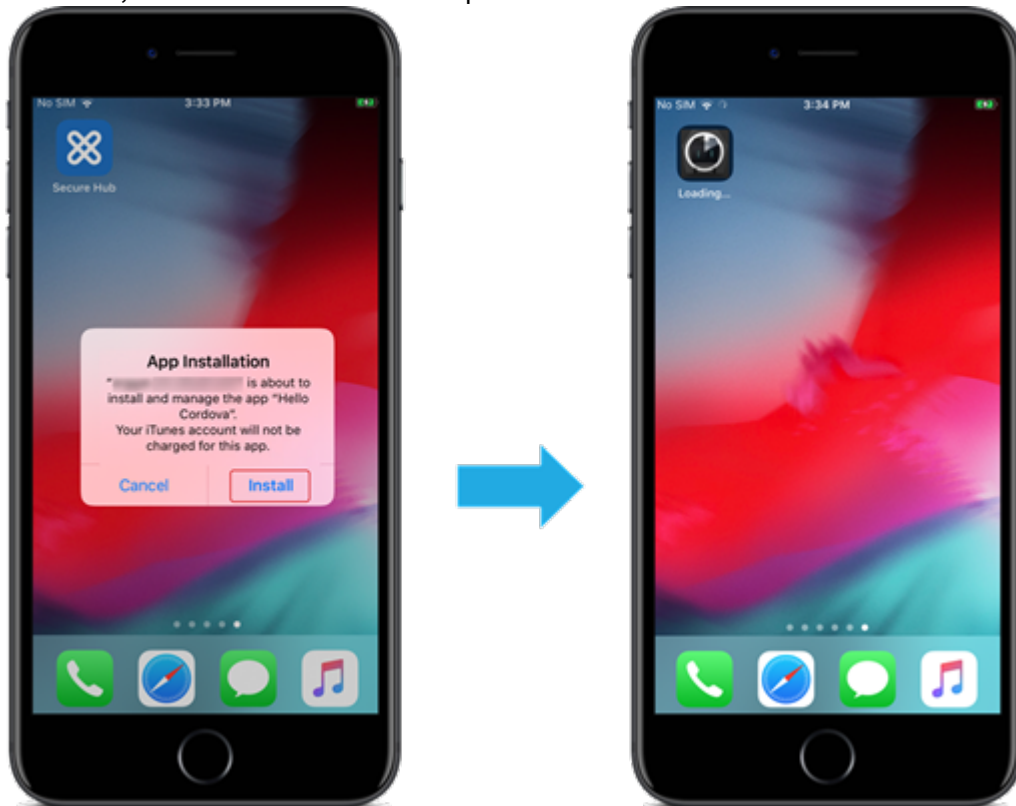 No SIM
3:33 PM
Secure Hub
App Installation
" is about to
install and manage the app "Hello
Cordova".
Your iTunes account will not be
charged for this app.
Cancel
Install
No SIM
3:34 PM
Loading...